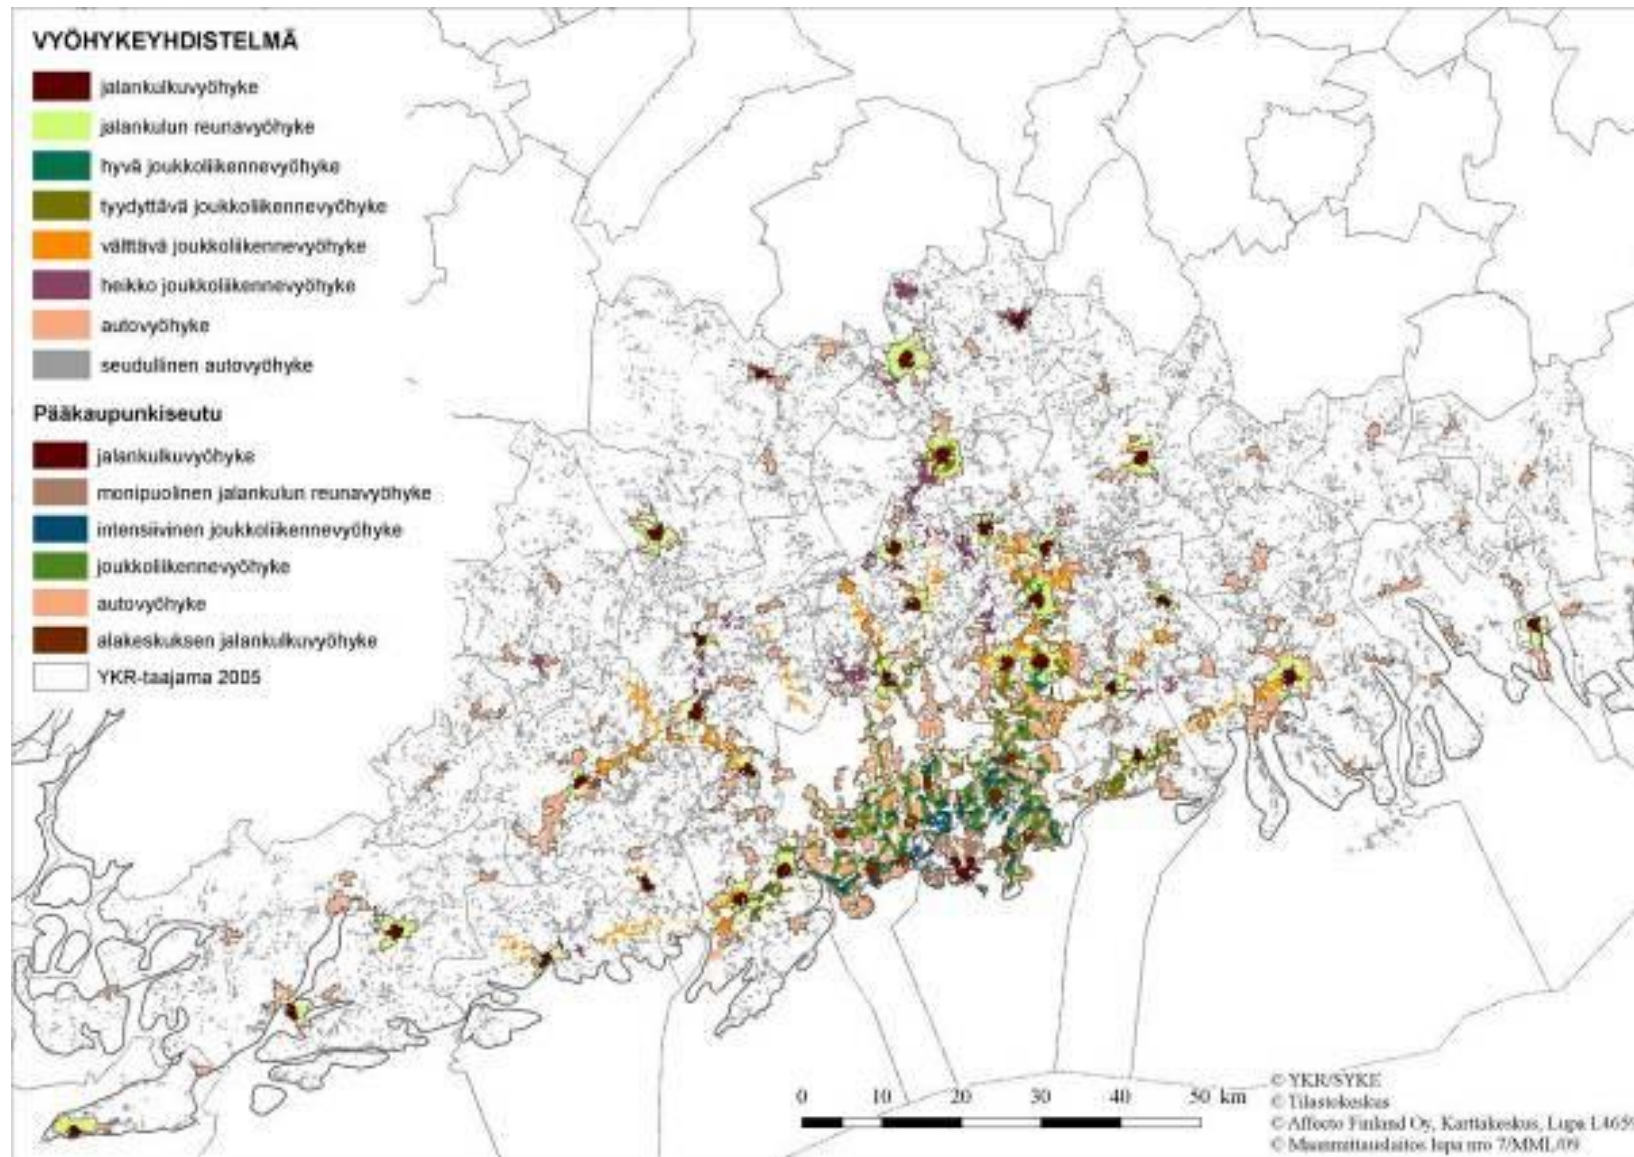 VYÖHYKEYHDISTELMÄ
jalankulkuvyöhyke
jalankulun reunavyöhyke
hyvä joukkoliikennevyöhyke
tyydyttävä joukkoliikennevyöhyke
välttävä joukkoliikennevyöhyke
heikko joukkoliikennevyöhyke
autovyöhyke
seudullinen autovyöhyke
Pääkaupunkiseutu
jalankulkuvyöhyke
monipuolinen jalankulun reunavyöhyke
intensiivinen joukkoliikennevyöhyke
joukkoliikennevyöhyke
autovyöhyke
alakeskuksen jalankulkuvyöhyke
YKR-taajama 2005
0 10 20 30 40 50 km
© YKR/SYKE
© Tilastokeskus
© Affecto Finland Oy, Karttakeskus, Lupa L4659
© Maanmittauslaitos lupa nro 7/MML/09